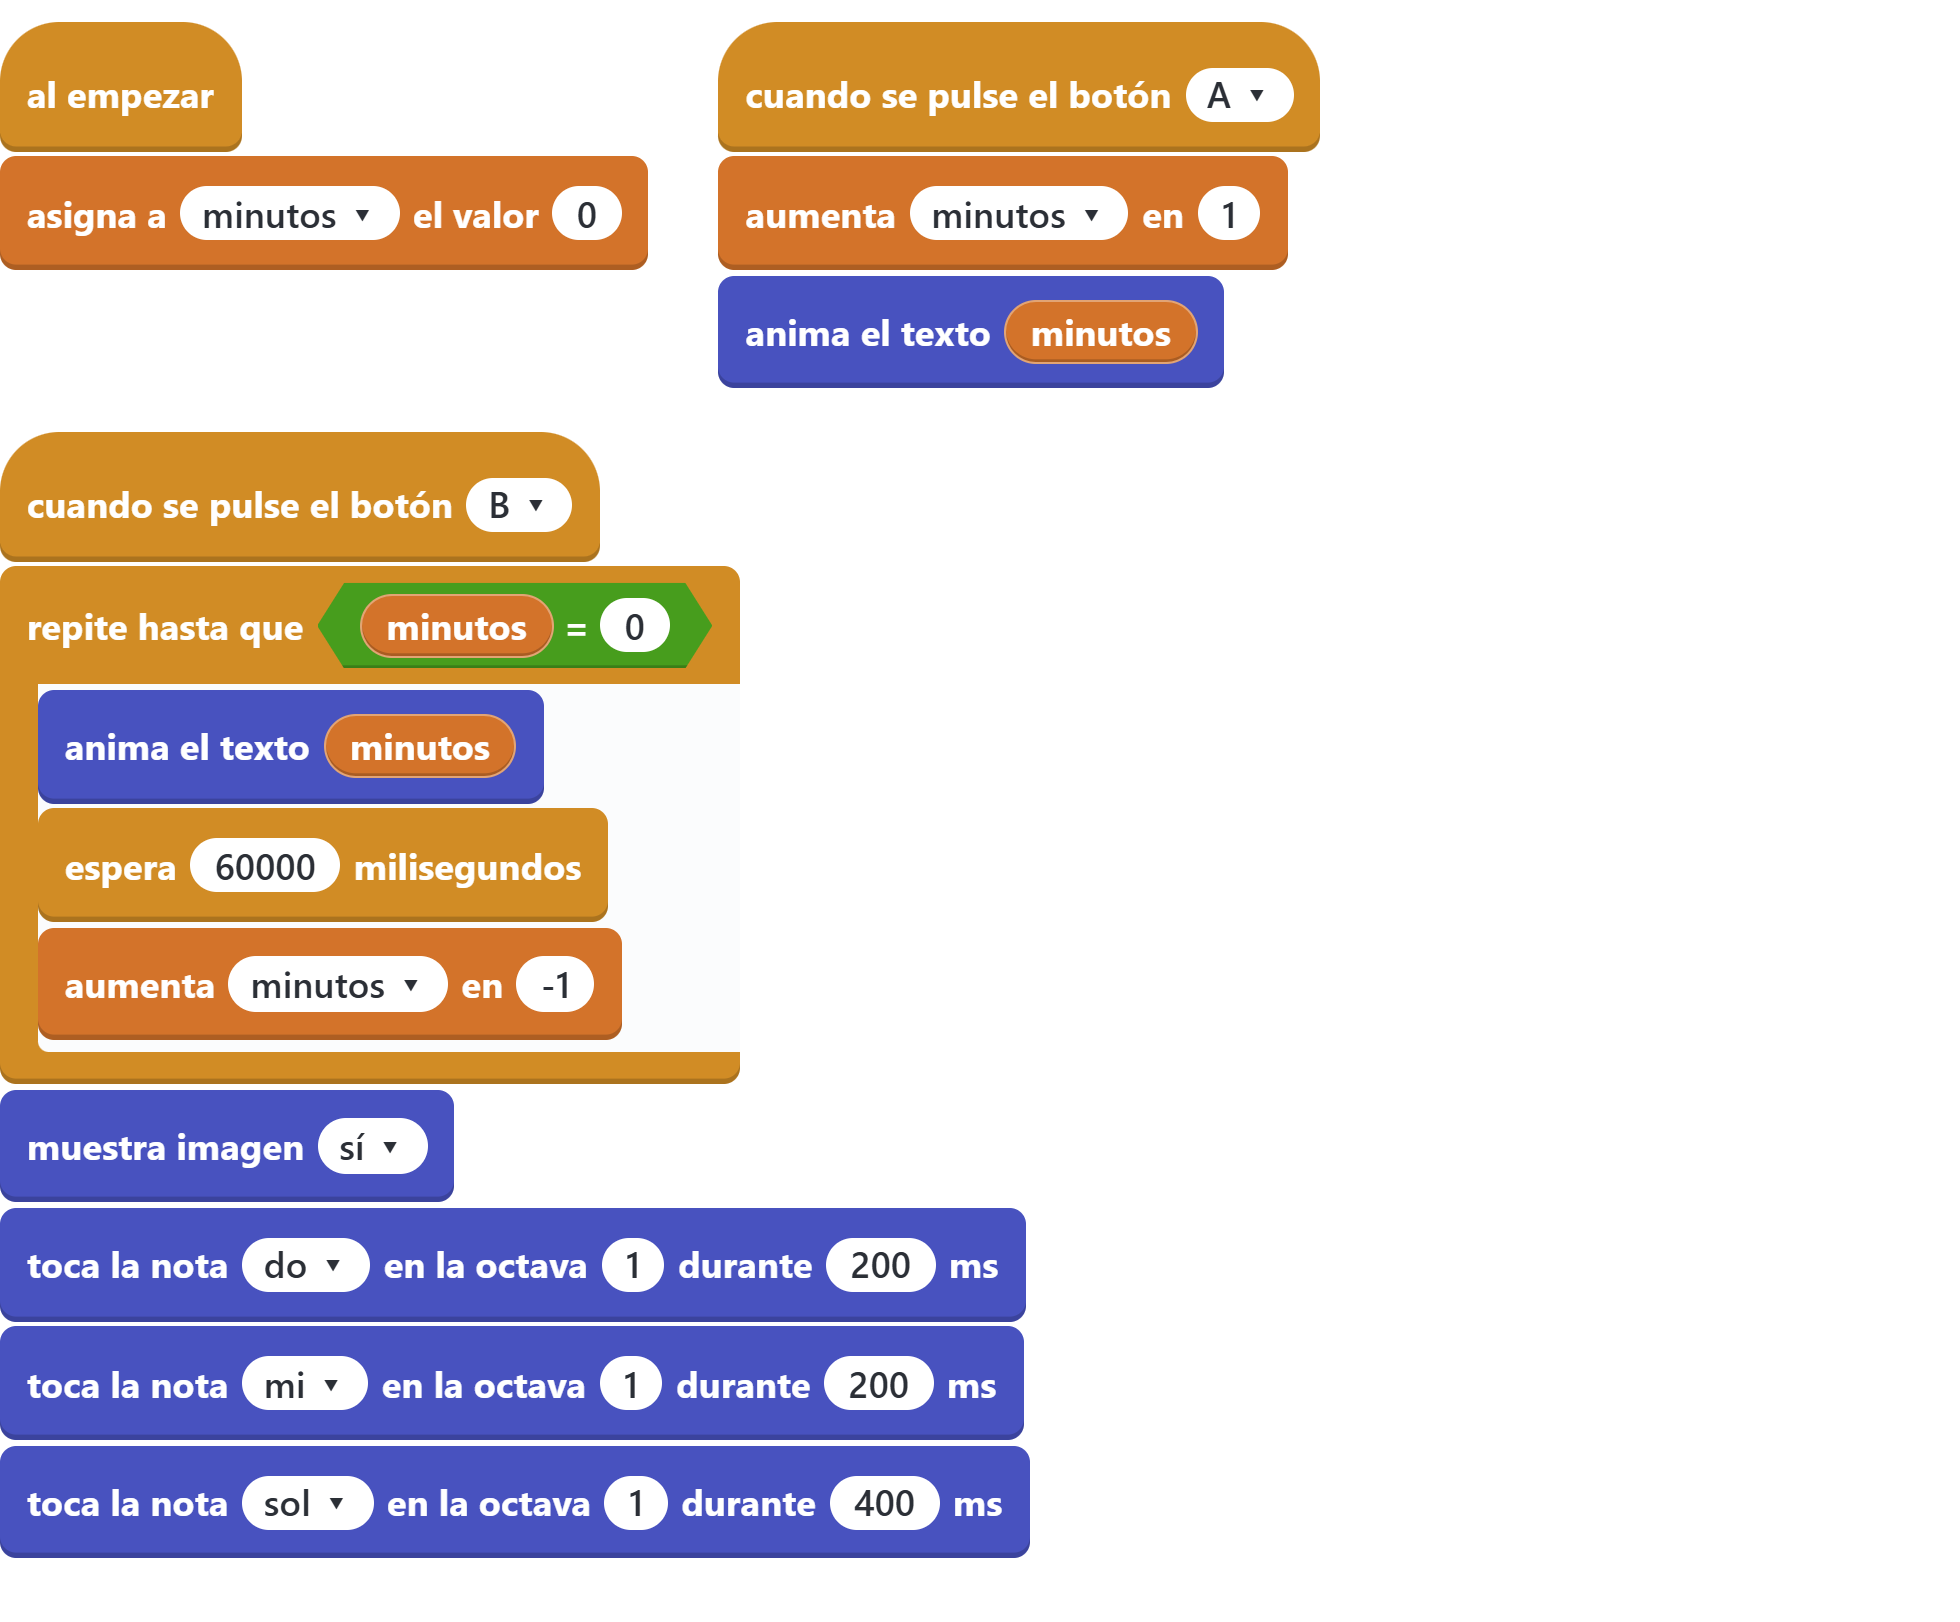 al empezar
asigna a minutos el valor 0
cuando se pulse el botón A
aumenta minutos en 1
anima el texto minutos
cuando se pulse el botón B
repite hasta que minutos = 0
anima el texto minutos
espera 60000 milisegundos
aumenta minutos en -1
muestra imagen sí
toca la nota do en la octava 1 durante 200 ms
toca la nota mi en la octava 1 durante 200 ms
toca la nota sol en la octava 1 durante 400 ms